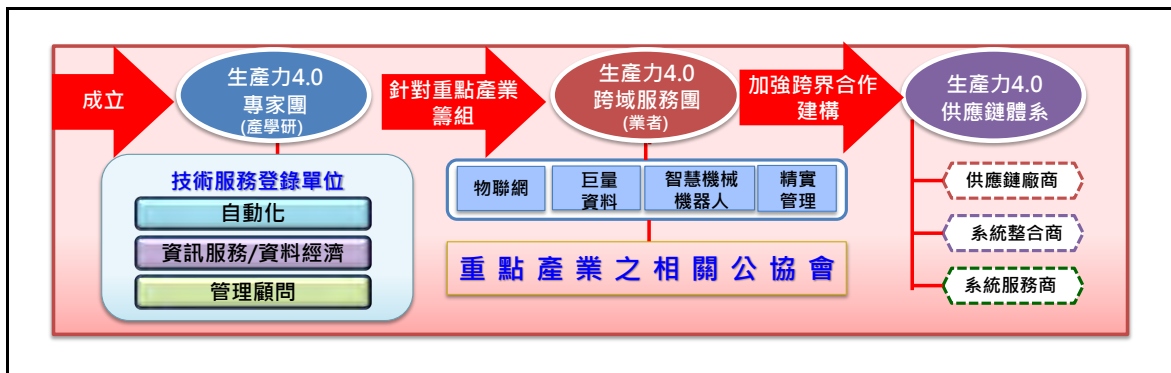 成立
生產力4.0
專家團
(產學研)
針對重點產業
籌組
生產力4.0
跨域服務團
(業者)
加強跨界合作
建構
生產力4.0
供應鏈體系
技術服務登錄單位
自動化
資訊服務/資料經濟
管理顧問
物聯網
巨量
資料
智慧機械
機器人
精實
管理
重點產業之相關公協會
供應鏈廠商
系統整合商
系統服務商